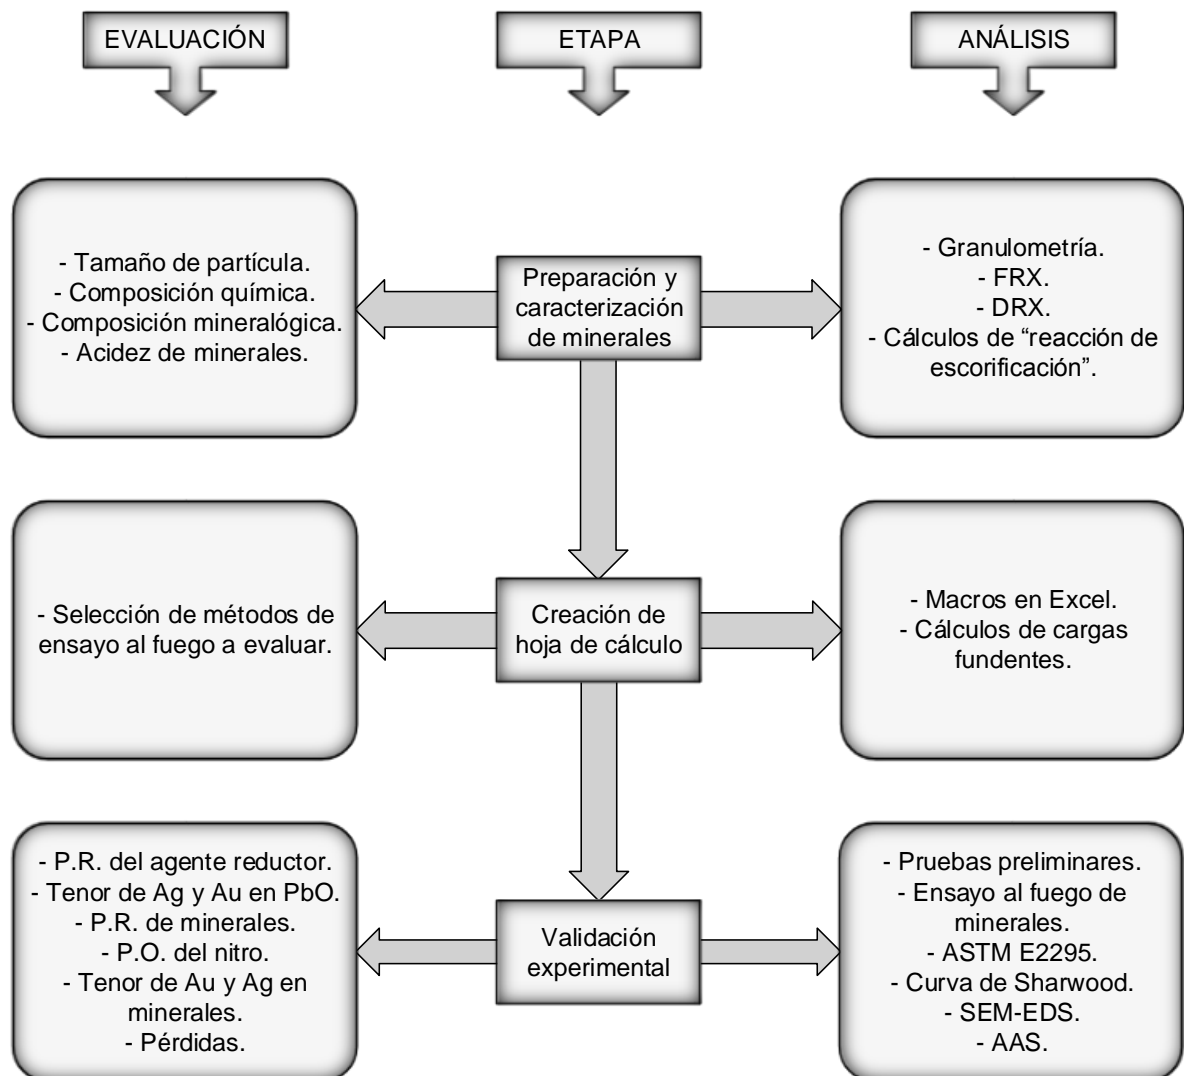 EVALUACIÓN
ETAPA
ANÁLISIS
- Tamaño de partícula.
- Composición química.
- Composición mineralógica.
- Acidez de minerales.
Preparación y
caracterización
de minerales
- Granulometría.
- FRX.
- DRX.
- Cálculos de “reacción de
escorificación”.
- Selección de métodos de
ensayo al fuego a evaluar.
Creación de
hoja de cálculo
- Macros en Excel.
- Cálculos de cargas
fundentes.
- P.R. del agente reductor.
- Tenor de Ag y Au en PbO.
- P.R. de minerales.
- P.O. del nitro.
- Tenor de Au y Ag en
minerales.
- Pérdidas.
Validación
experimental
- Pruebas preliminares.
- Ensayo al fuego de
minerales.
- ASTM E2295.
- Curva de Sharwood.
- SEM-EDS.
- AAS.